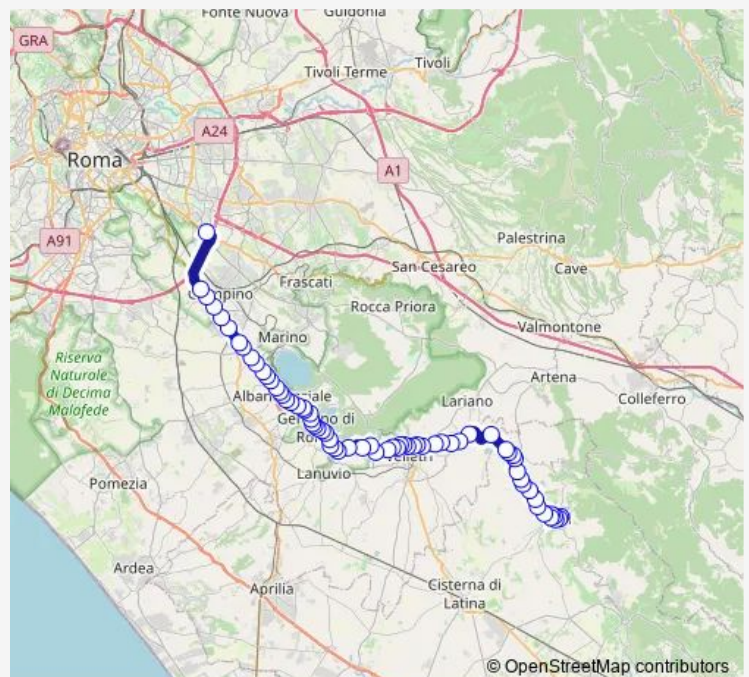 Fonte Nuova
Guidonia
GRA
Tivoli Terme
Tivoli
A24
Roma
A1
A91
Palestrina
San Cesareo
Cave
Frascati
Rocca Priora
Valmontone
Marino
Riserva
Naturale
di Decima
Malafede
Artena
Colleferro
Lariano
Lanuvio
Pomezia
Ardea
Aprilia
Cisterna di
Latina
© OpenStreetMap contributors